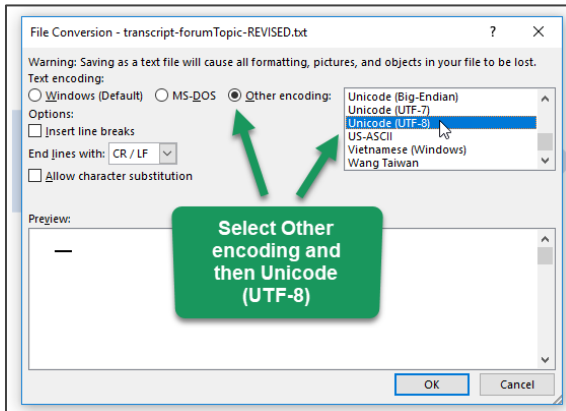 File Conversion - transcript-forumTopic-REVISED.txt ? ×
Warning: Saving as a text file will cause all formatting, pictures, and objects in your file to be lost.
Text encoding:
Windows (Default) MS-DOS Other encoding:
Unicode (Big-Endian)
Unicode (UTF-7)
Unicode (UTF-8)
US-ASCII
Vietnamese (Windows)
Wang Taiwan
Options:
Insert line breaks
End lines with: CR / LF
Allow character substitution
Preview:
Select Other
encoding and
then Unicode
(UTF-8)
OK Cancel